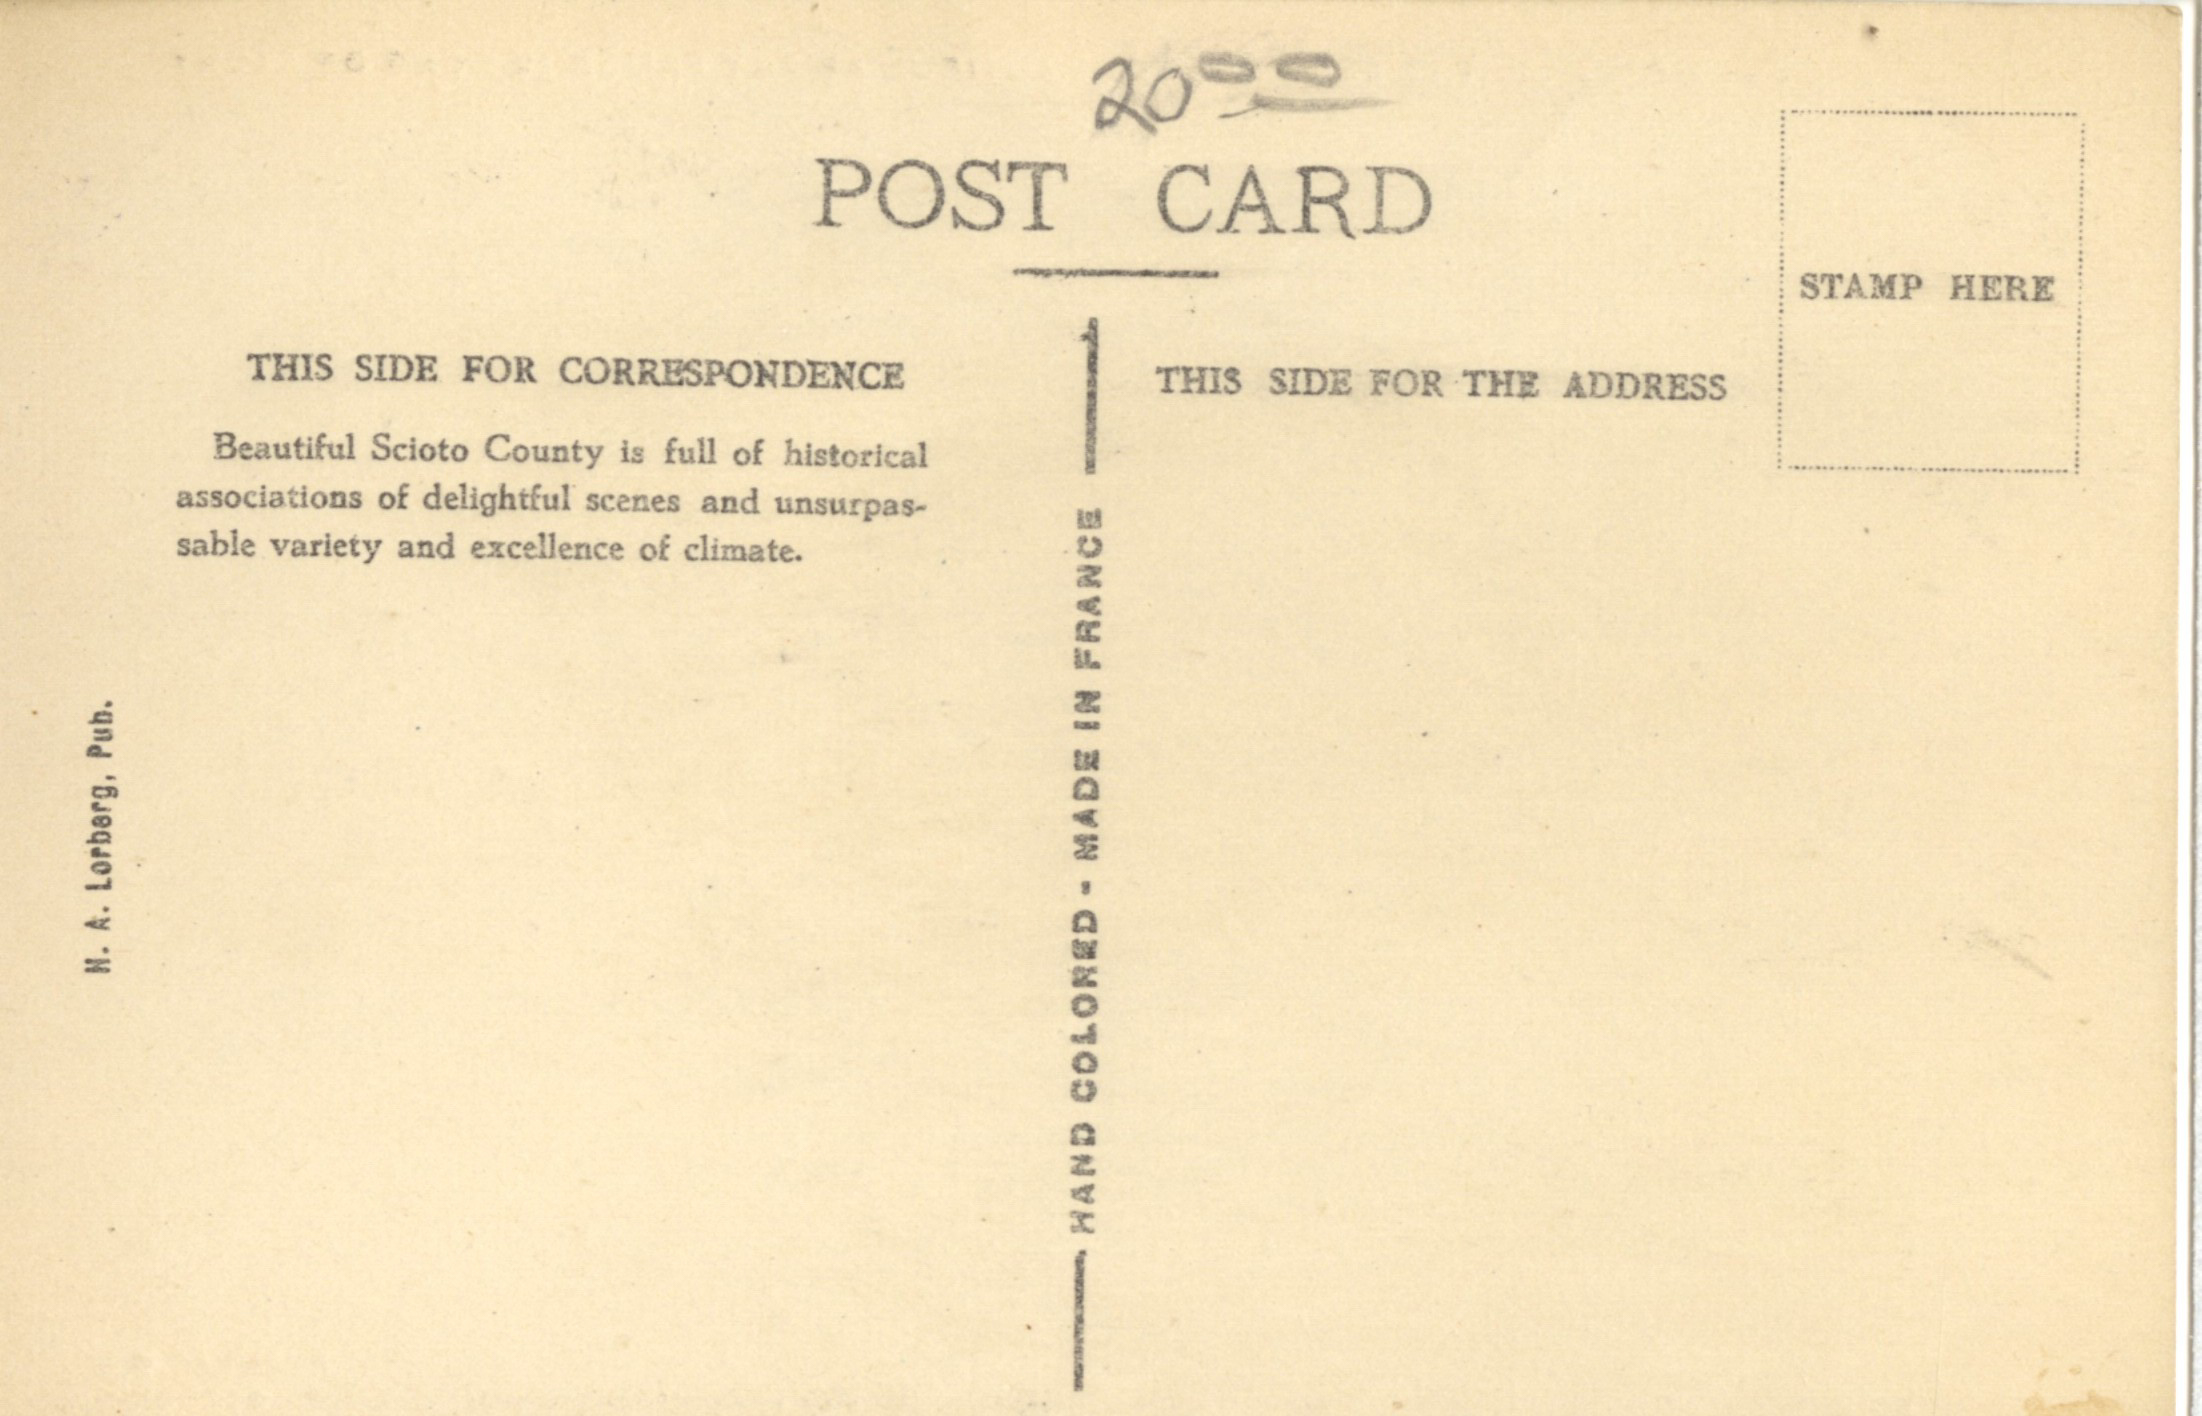 20 00
POST CARD
STAMP HERE
THIS SIDE FOR CORRESPONDENCE
THIS SIDE FOR THE ADDRESS
Beautiful Scioto County is full of historical
associations of delightful scenes and unsurpas-
sable variety and excellence of climate.
N. A. Lorberg, Pub.
HAND COLORED - MADE IN FRANCE